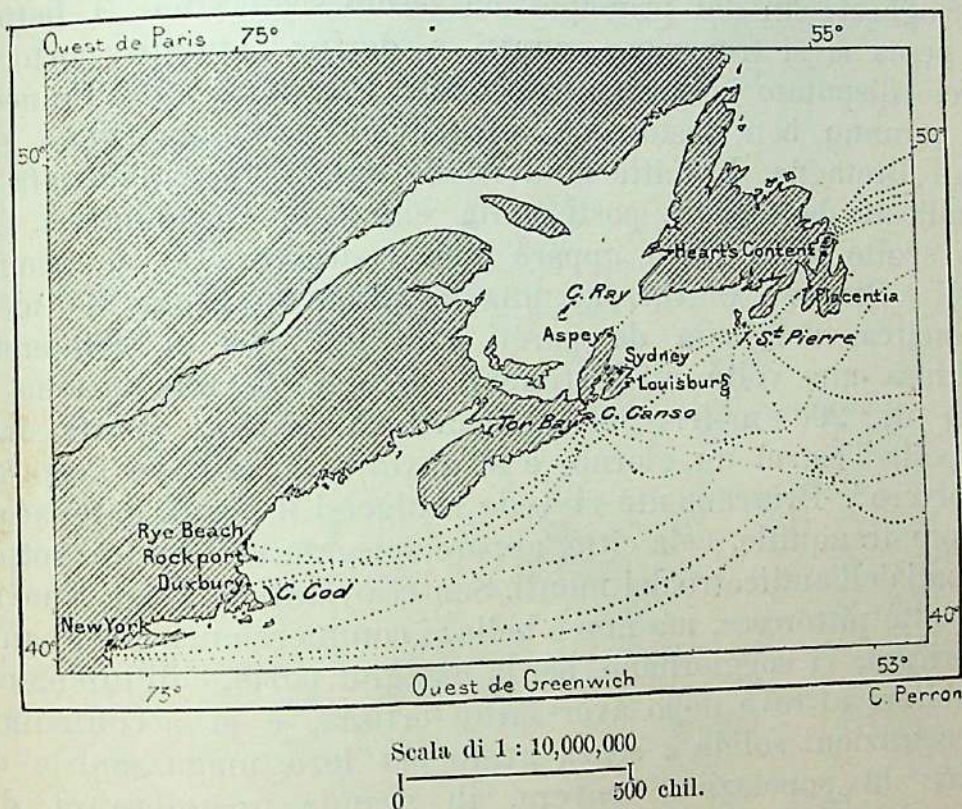 Ouest de Paris 75° 55°
50° 50°
Heart's Content
Placentia
C. Ray
I. St Pierre
Aspey
Sydney
Louisburg
C. Canso
Tor Bay
Rye Beach
Rockport
Duxbury
C. Cod
New York
40° 40°
73° 53°
Ouest de Greenwich
C. Perron
Scala di 1 : 10,000,000
0 500 chil.